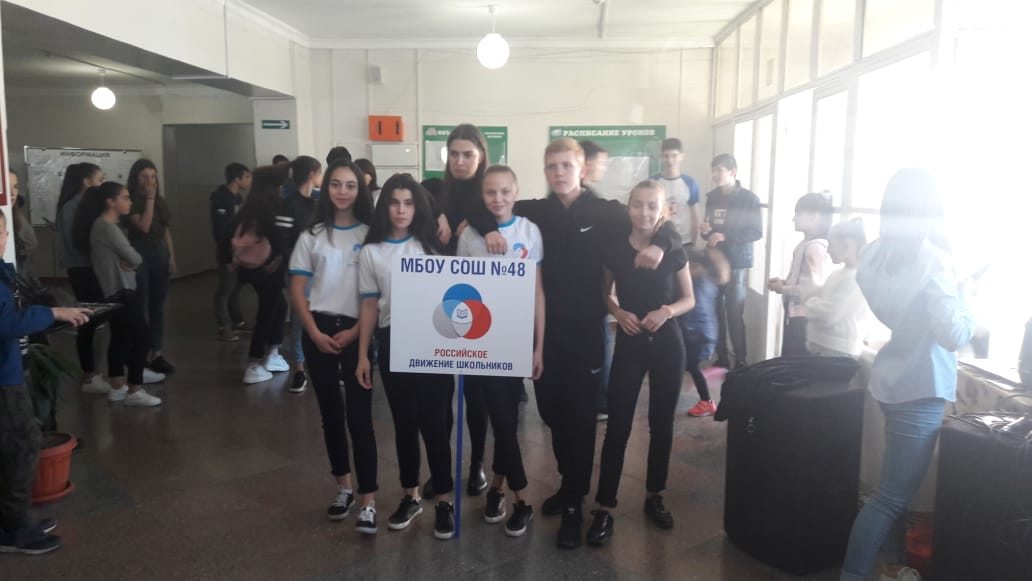 ИНФОРМАЦИЯ
РАСПИСАНИЕ УРОКОВ
МБОУ СОШ №48
РОССИЙСКОЕ
ДВИЖЕНИЕ ШКОЛЬНИКОВ